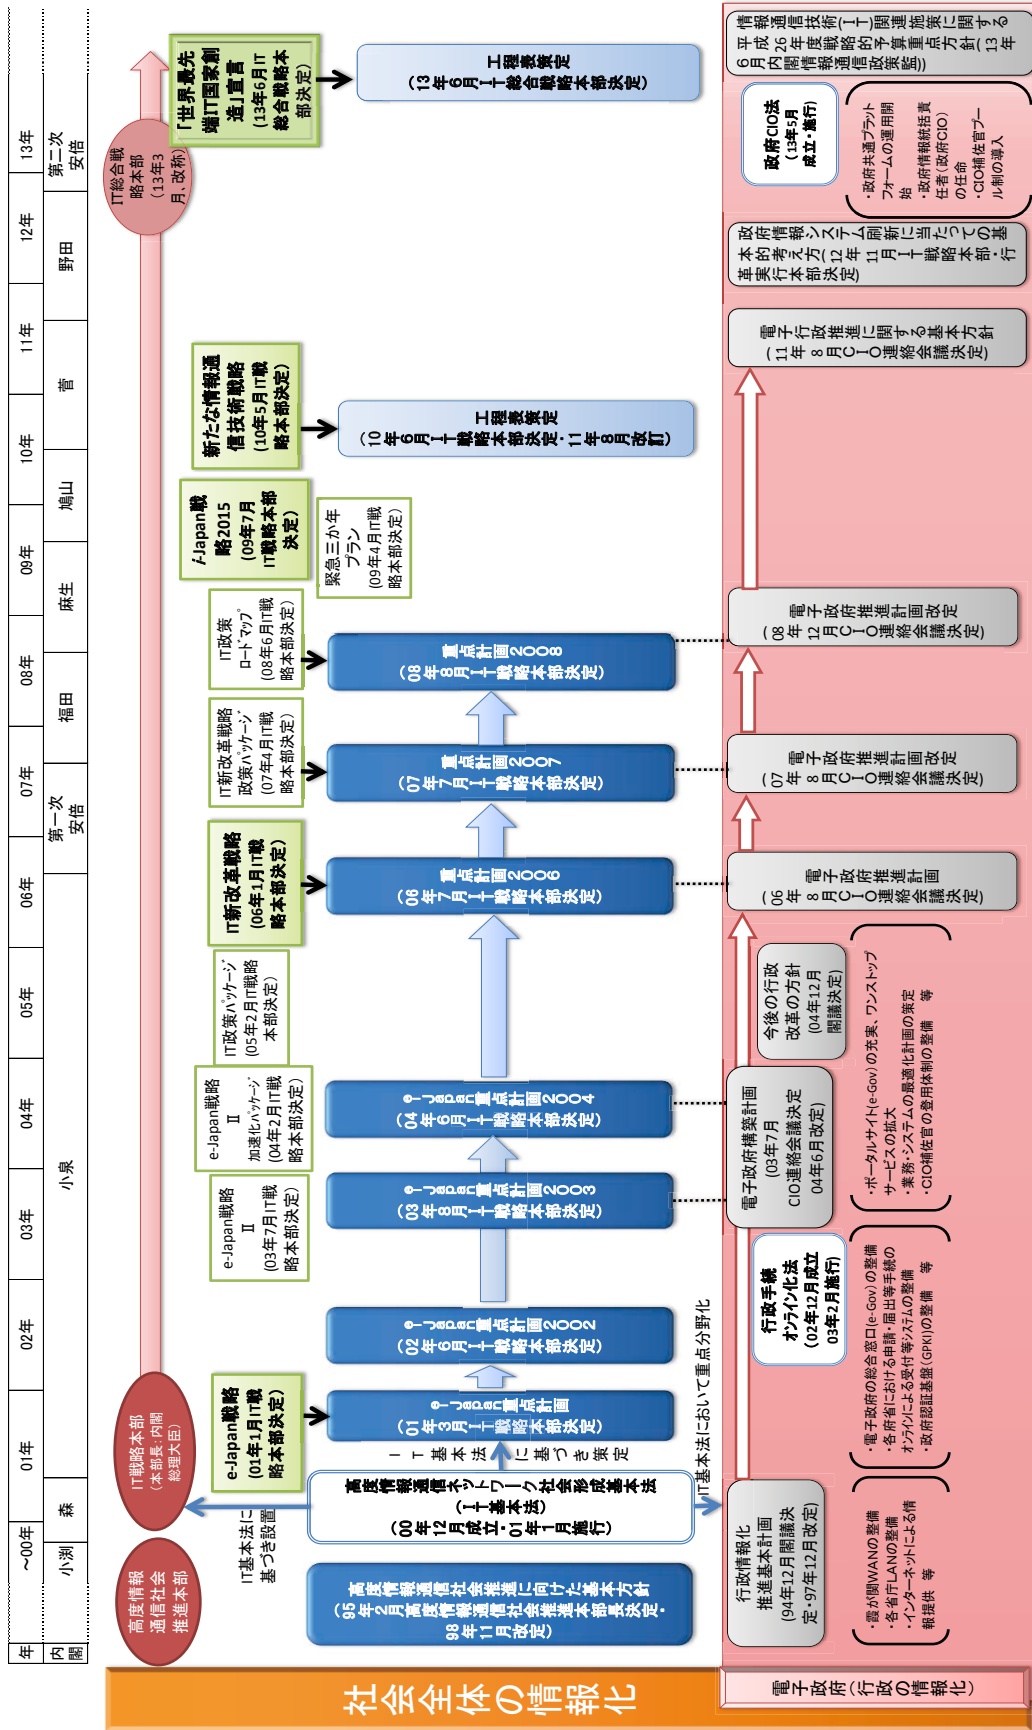 年
～00年
01年
02年
03年
04年
05年
06年
07年
08年
09年
10年
11年
12年
13年
内
閣
小渕
森
小泉
第一次
安倍
福田
麻生
鳩山
菅
野田
第二次
安倍
社会全体の情報化
高度情報
通信社会
推進本部
IT戦略本部
（本部長：内閣
総理大臣）
IT総合戦
略本部
（13年3
月、改称）
IT基本法に
基づき設置
e-Japan戦略
(01年1月IT戦
略本部決定)
e-Japan戦略
Ⅱ
(03年7月IT戦
略本部決定)
e-Japan戦略
Ⅱ
加速化パッケージ
(04年2月IT戦
略本部決定)
IT政策パッケージ
(05年2月IT戦略
本部決定)
IT新改革戦略
(06年1月IT戦
略本部決定)
IT新改革戦略
政策パッケージ
(07年4月IT戦
略本部決定)
IT政策
ロードマップ
(08年6月IT戦
略本部決定)
i-Japan戦
略2015
(09年7月
IT戦略本部
決定)
緊急三か年
プラン
(09年4月IT戦
略本部決定)
新たな情報通
信技術戦略
(10年5月IT戦
略本部決定)
「世界最先
端IT国家創
造」宣言
(13年6月IT
総合戦略本
部決定)
高度情報通信社会推進に向けた基本方針
（95年2月高度情報通信社会推進本部長決定・
98年11月改定）
高度情報通信ネットワーク社会形成基本法
（IT基本法）
（00年12月成立・01年1月施行）
IT基本法
に基づき策定
e-Japan重点計画
（01年3月IT戦略本部決定）
e-Japan重点計画2002
（02年6月IT戦略本部決定）
e-Japan重点計画2003
（03年8月IT戦略本部決定）
e-Japan重点計画2004
（04年6月IT戦略本部決定）
重点計画2006
（06年7月IT戦略本部決定）
重点計画2007
（07年7月IT戦略本部決定）
重点計画2008
（08年8月IT戦略本部決定）
工程表策定
（10年6月IT戦略本部決定・11年8月改訂）
工程表策定
（13年6月IT総合戦略本部決定）
IT基本法において重点分野化
電子政府（行政の情報化）
行政情報化
推進基本計画
(94年12月閣議決
定・97年12月改定)
・霞が関WANの整備
・各省庁LANの整備
・インターネットによる情
報提供　等
行政手続
オンライン化法
(02年12月成立
03年2月施行)
・電子政府の総合窓口(e-Gov)の整備
・各府省における申請・届出等手続の
オンラインによる受付等システムの整備
・政府認証基盤(GPKI)の整備　等
電子政府構築計画
(03年7月
CIO連絡会議決定
04年6月改定)
今後の行政
改革の方針
(04年12月
閣議決定)
・ポータルサイト(e-Gov)の充実、ワンストップ
サービスの拡大
・業務・システムの最適化計画の策定
・CIO補佐官の登用体制の整備　等
電子政府推進計画
（06年8月CIO連絡会議決定）
電子政府推進計画改定
（07年8月CIO連絡会議決定）
電子政府推進計画改定
（08年12月CIO連絡会議決定）
電子行政推進に関する基本方針
（11年8月CIO連絡会議決定）
政府情報システム刷新に当たっての基
本的考え方（12年11月IT戦略本部・行
革実行本部決定）
政府CIO法
（13年5月
成立・施行）
・政府共通プラット
フォームの運用開
始
・政府情報統括責
任者（政府CIO）
の任命
・CIO補佐官プー
ル制の導入
情報通信技術（IT）関連施策に関する
平成26年度戦略的予算重点方針（13年
6月内閣情報通信政策監）